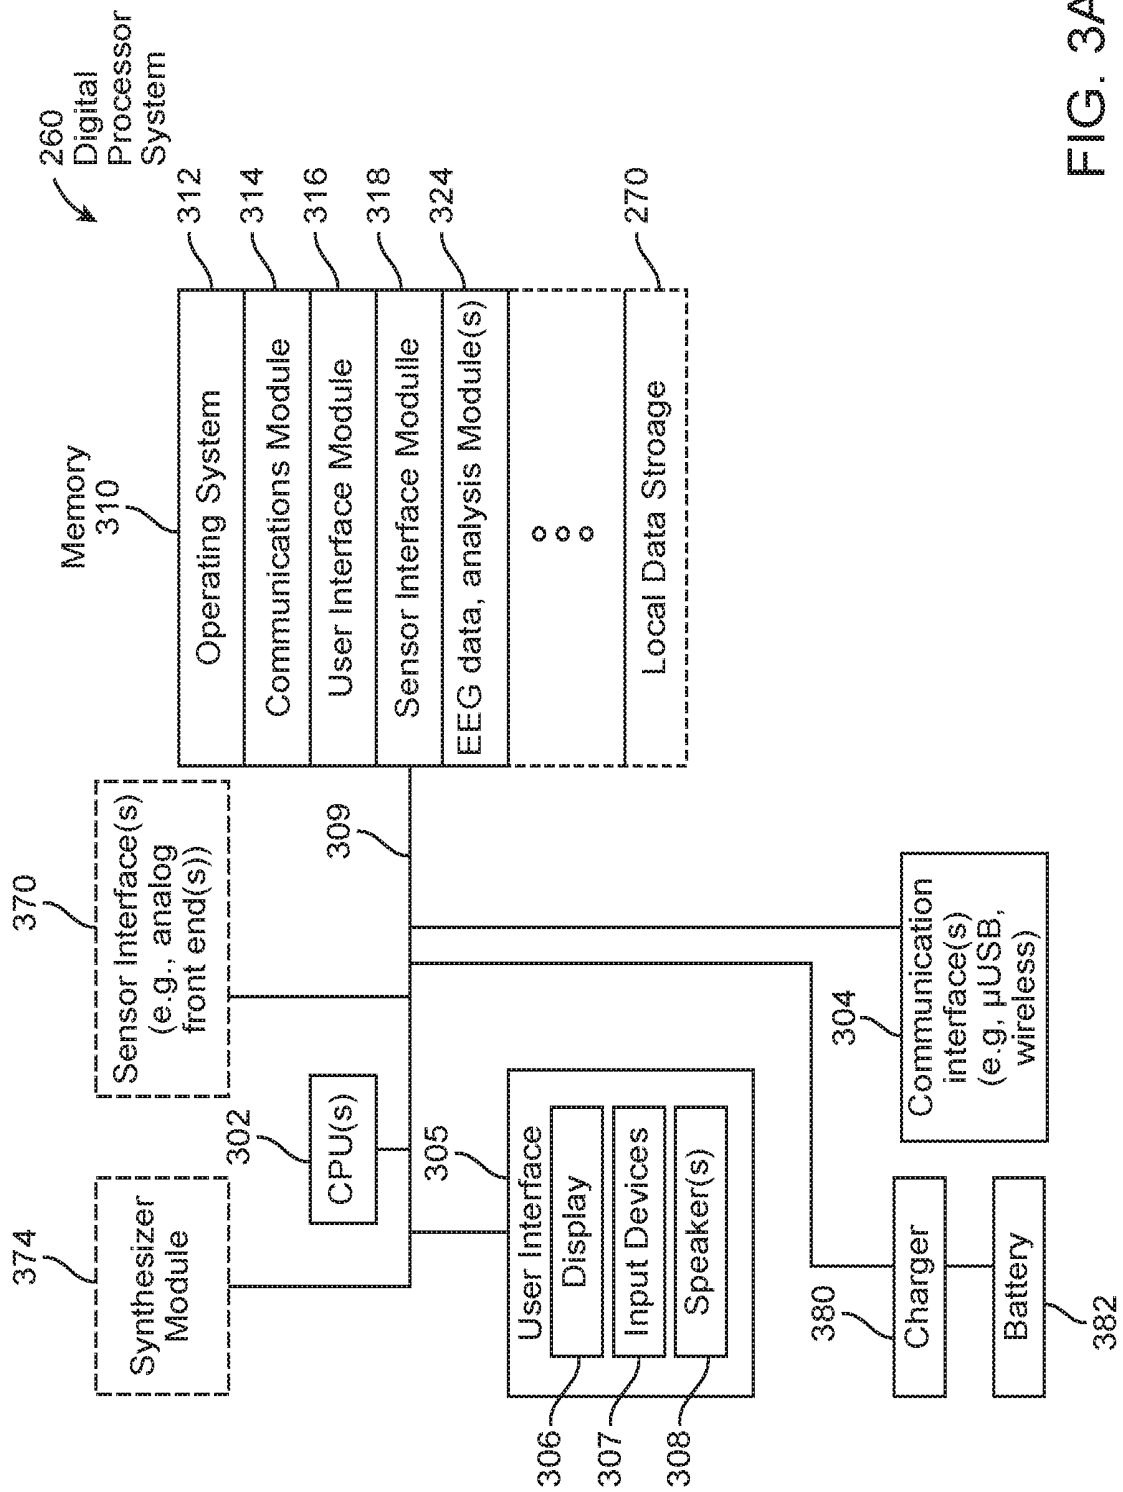 260
Digital
Processor
System
Memory
310
312
Operating System
314
Communications Module
316
User Interface Module
318
Sensor Interface Modulle
324
EEG data, analysis Module(s)
270
Local Data Stroage
374
Synthesizer
Module
370
Sensor Interface(s)
(e.g., analog
front end(s))
302
CPU(s)
309
305
User Interface
306
Display
307
Input Devices
308
Speaker(s)
304
Communication
interface(s)
(e.g, µUSB,
wireless)
380
Charger
382
Battery
FIG. 3A